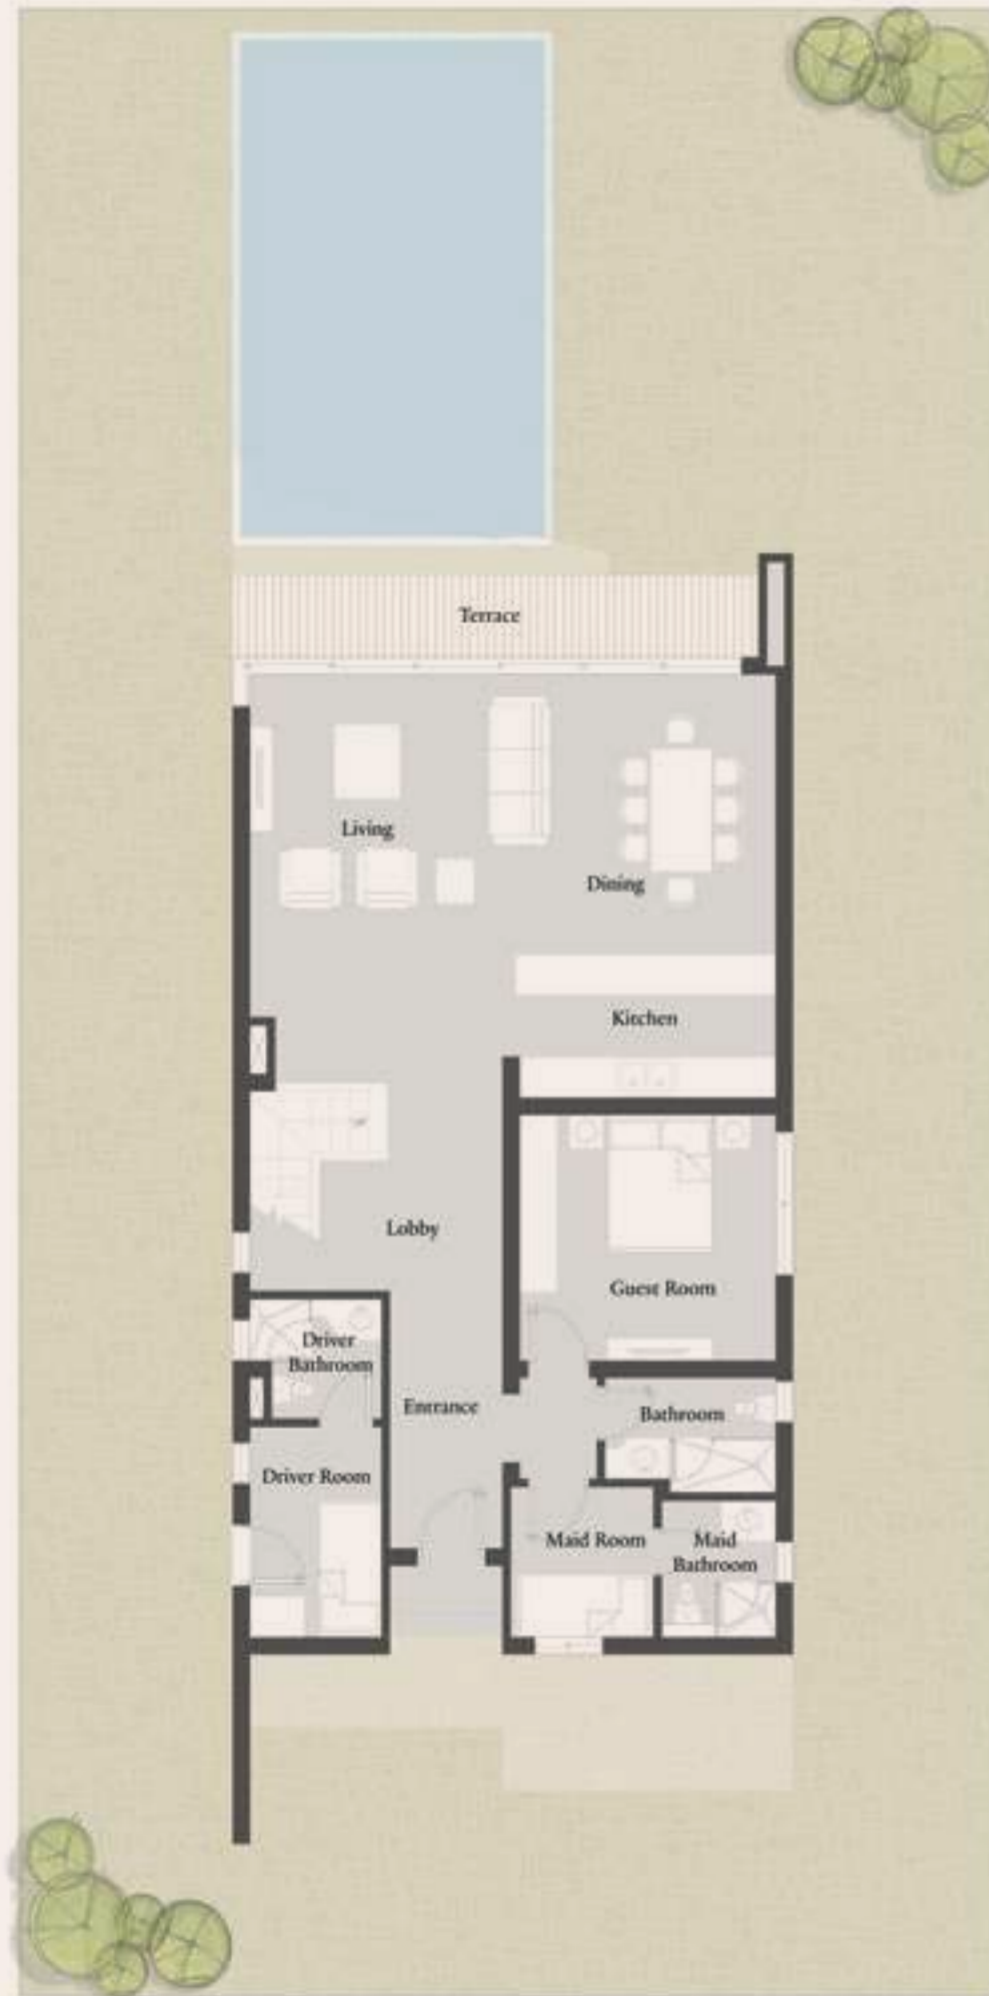 Terrace
Living
Dining
Kitchen
Lobby
Guest Room
Driver
Bathroom
Entrance
Bathroom
Driver Room
Maid Room
Maid
Bathroom